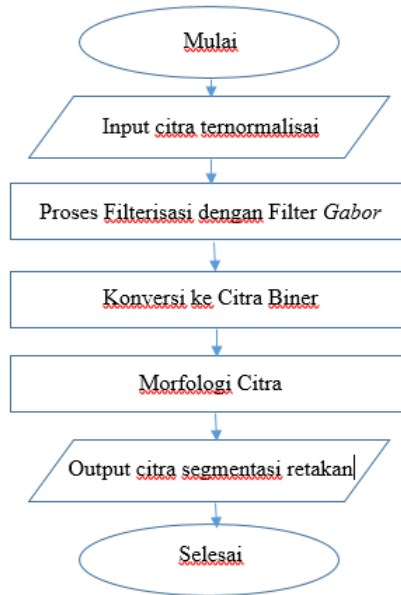 Mulai
Input citra ternormalisai
Proses Filterisasi dengan Filter Gabor
Konversi ke Citra Biner
Morfologi Citra
Output citra segmentasi retakan
Selesai